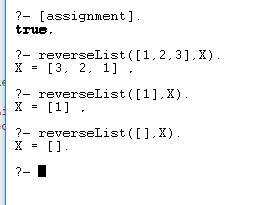 ?- [assignment].
true.
?- reverseList([1,2,3],X).
X = [3, 2, 1] .
?- reverseList([1],X).
X = [1] .
?- reverseList([],X).
X = [].
?-